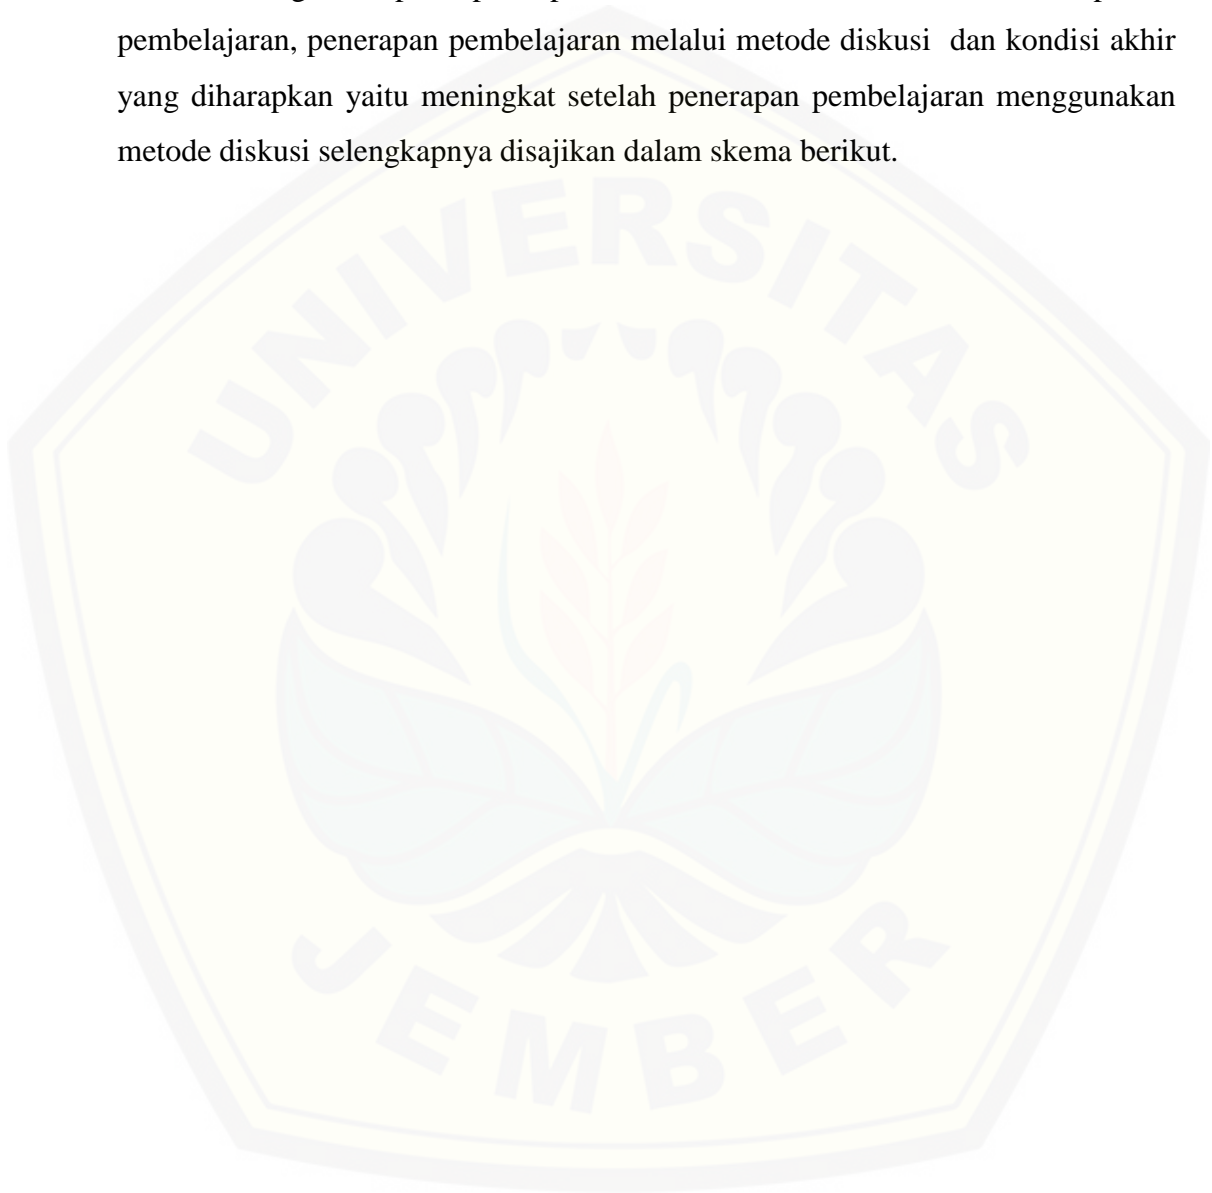 pembelajaran, penerapan pembelajaran melalui metode diskusi dan kondisi akhir
yang diharapkan yaitu meningkat setelah penerapan pembelajaran menggunakan
metode diskusi selengkapnya disajikan dalam skema berikut.
UNIVERSITAS
JEMBER